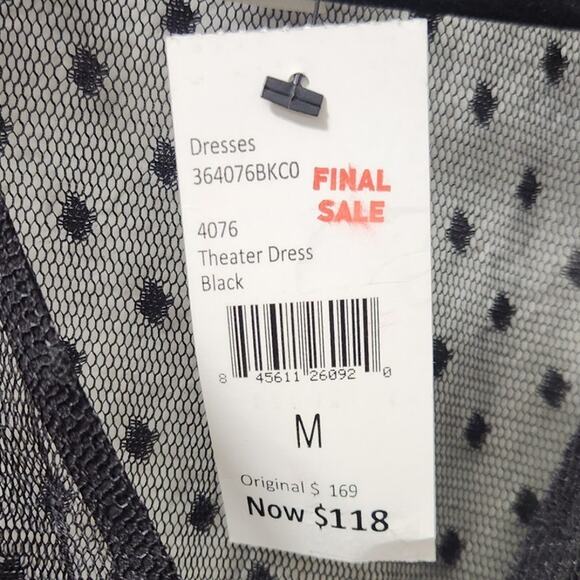 Dresses
364076BKC0
FINAL
SALE
4076
Theater Dress
Black
8 45611 26092 0
M
Original $ 169
Now $118